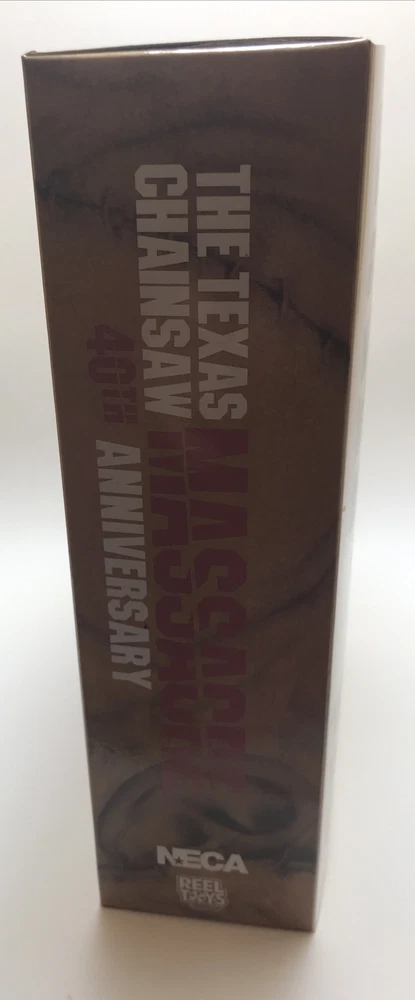 THE TEXAS
CHAINSAW MASSACRE
40TH ANNIVERSARY
NECA
REEL
TOYS